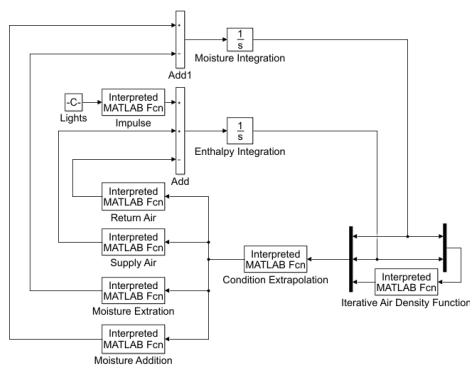 +
−
Add1
1
s
Moisture Integration
-C-
Lights
Interpreted
MATLAB Fcn
Impulse
+
+
−
Add
1
s
Enthalpy Integration
Interpreted
MATLAB Fcn
Return Air
Interpreted
MATLAB Fcn
Supply Air
Interpreted
MATLAB Fcn
Condition Extrapolation
Interpreted
MATLAB Fcn
Iterative Air Density Function
Interpreted
MATLAB Fcn
Moisture Extration
Interpreted
MATLAB Fcn
Moisture Addition